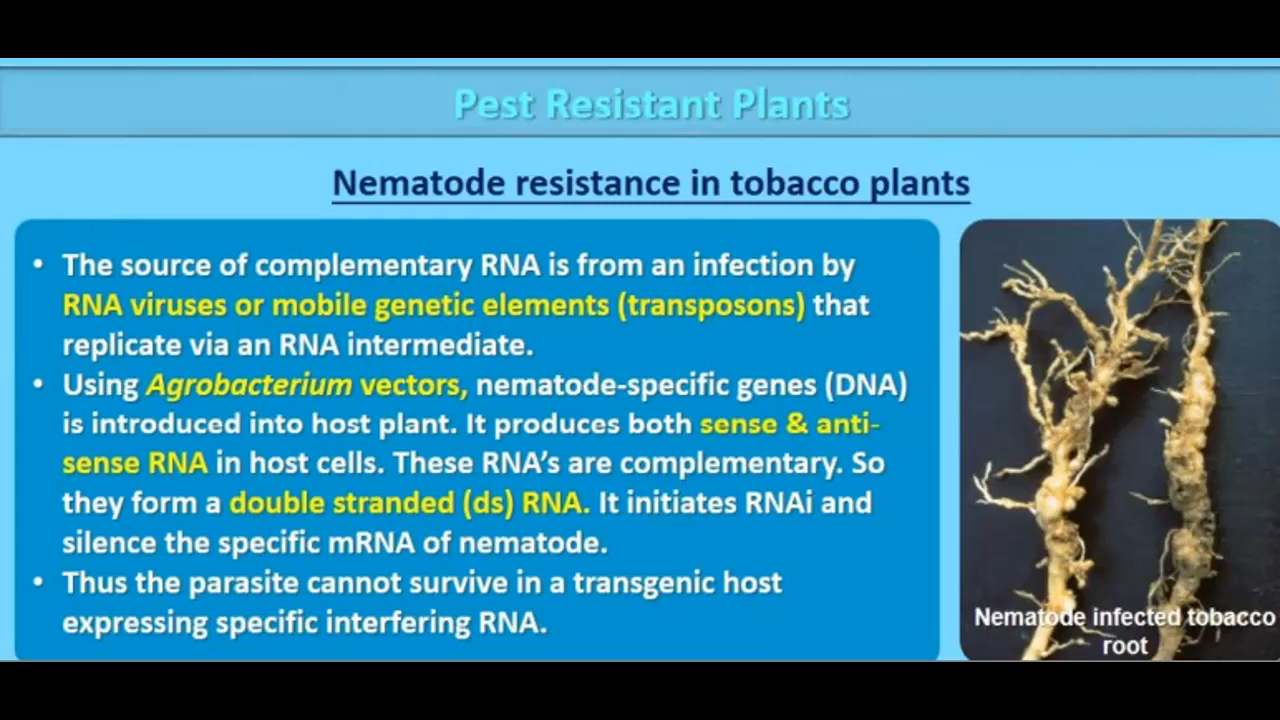 Pest Resistant Plants
Nematode resistance in tobacco plants
• The source of complementary RNA is from an infection by
RNA viruses or mobile genetic elements (transposons) that
replicate via an RNA intermediate.
• Using Agrobacterium vectors, nematode-specific genes (DNA)
is introduced into host plant. It produces both sense & anti-
sense RNA in host cells. These RNA’s are complementary. So
they form a double stranded (ds) RNA. It initiates RNAi and
silence the specific mRNA of nematode.
• Thus the parasite cannot survive in a transgenic host
expressing specific interfering RNA.
Nematode infected tobacco
root